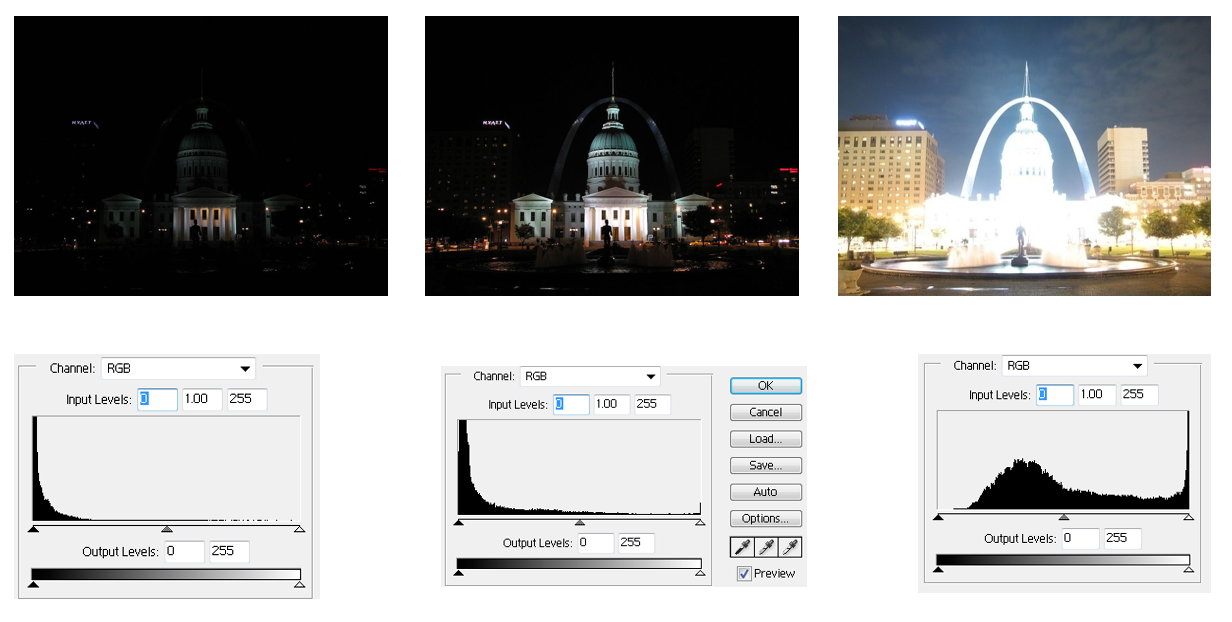 HYATT
HYATT
Channel: RGB
Input Levels: 0 1.00 255
Output Levels: 0 255
Channel: RGB
Input Levels: 0 1.00 255
Output Levels: 0 255
OK
Cancel
Load...
Save...
Auto
Options...
Preview
Channel: RGB
Input Levels: 0 1.00 255
Output Levels: 0 255